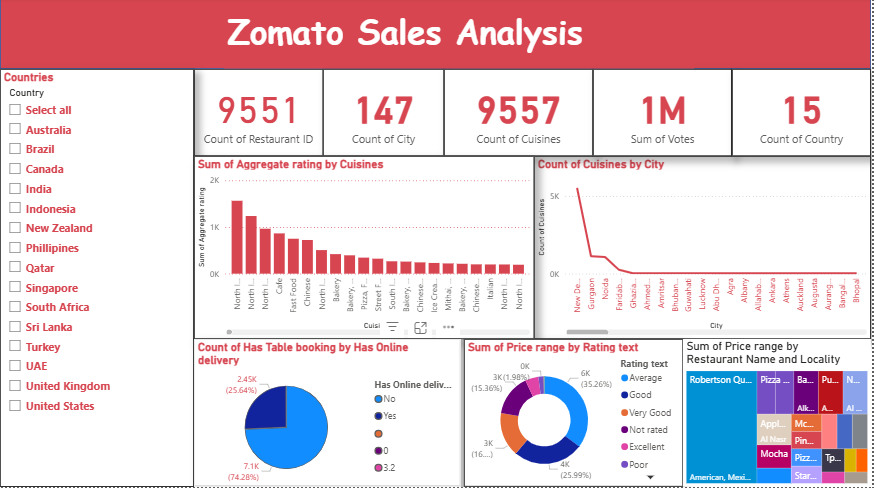 Zomato Sales Analysis
Countries
Country
Select all
Australia
Brazil
Canada
India
Indonesia
New Zealand
Phillipines
Qatar
Singapore
South Africa
Sri Lanka
Turkey
UAE
United Kingdom
United States
9551
Count of Restaurant ID
147
Count of City
9557
Count of Cuisines
1M
Sum of Votes
15
Count of Country
Sum of Aggregate rating by Cuisines
Sum of Aggregate rating
2K
1K
0K
North I...
North I...
North I...
Cafe
Fast Food
Chinese
North I...
Bakery
Bakery, ...
Pizza, F...
Street F...
South I...
Bakery, ...
Chinese...
Ice Crea...
Mithai, ...
Bakery, ...
Chinese...
Italian
North I...
North I...
Cuisi
Count of Cuisines by City
Count of Cuisines
5K
0K
New De...
Gurgaon
Noida
Faridab...
Ghazia...
Ahmed...
Amritsar
Bhuban...
Guwahati
Lucknow
Abu Dh...
Agra
Albany
Allahab...
Ankara
Athens
Auckland
Augusta
Aurang...
Bangal...
Bhopal
City
Count of Has Table booking by Has Online
delivery
2.45K
(25.64%)
7.1K
(74.28%)
Has Online deliv...
No
Yes
0
3.2
Sum of Price range by Rating text
0K
(1.98%)
3K
(15.36%)
6K
(35.26%)
3K
(16....)
4K
(25.99%)
Rating text
Average
Good
Very Good
Not rated
Excellent
Poor
Sum of Price range by
Restaurant Name and Locality
Robertson Qu...
American, Mexi...
Pizza ...
Ba...
Alk...
Pu...
A...
N...
Al ...
Appl...
Al Nasr
Mc...
Pin...
Mocha
Pizz...
Tp...
Star...